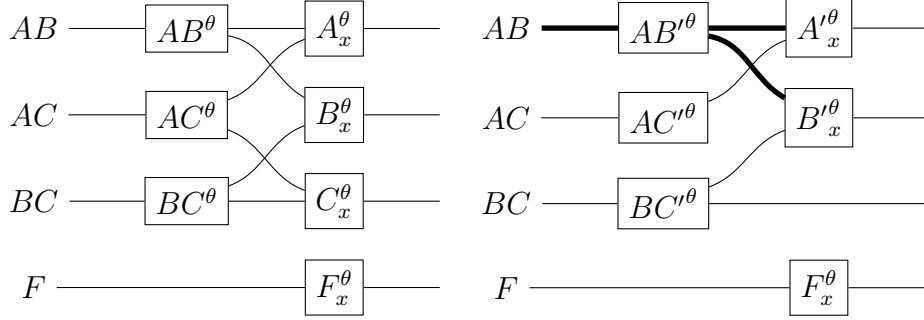 AB AB^θ A_x^θ AB AB'^θ A'_x^θ
AC AC^θ B_x^θ AC AC'^θ B'_x^θ
BC BC^θ C_x^θ BC BC'^θ
F F_x^θ F F_x^θ